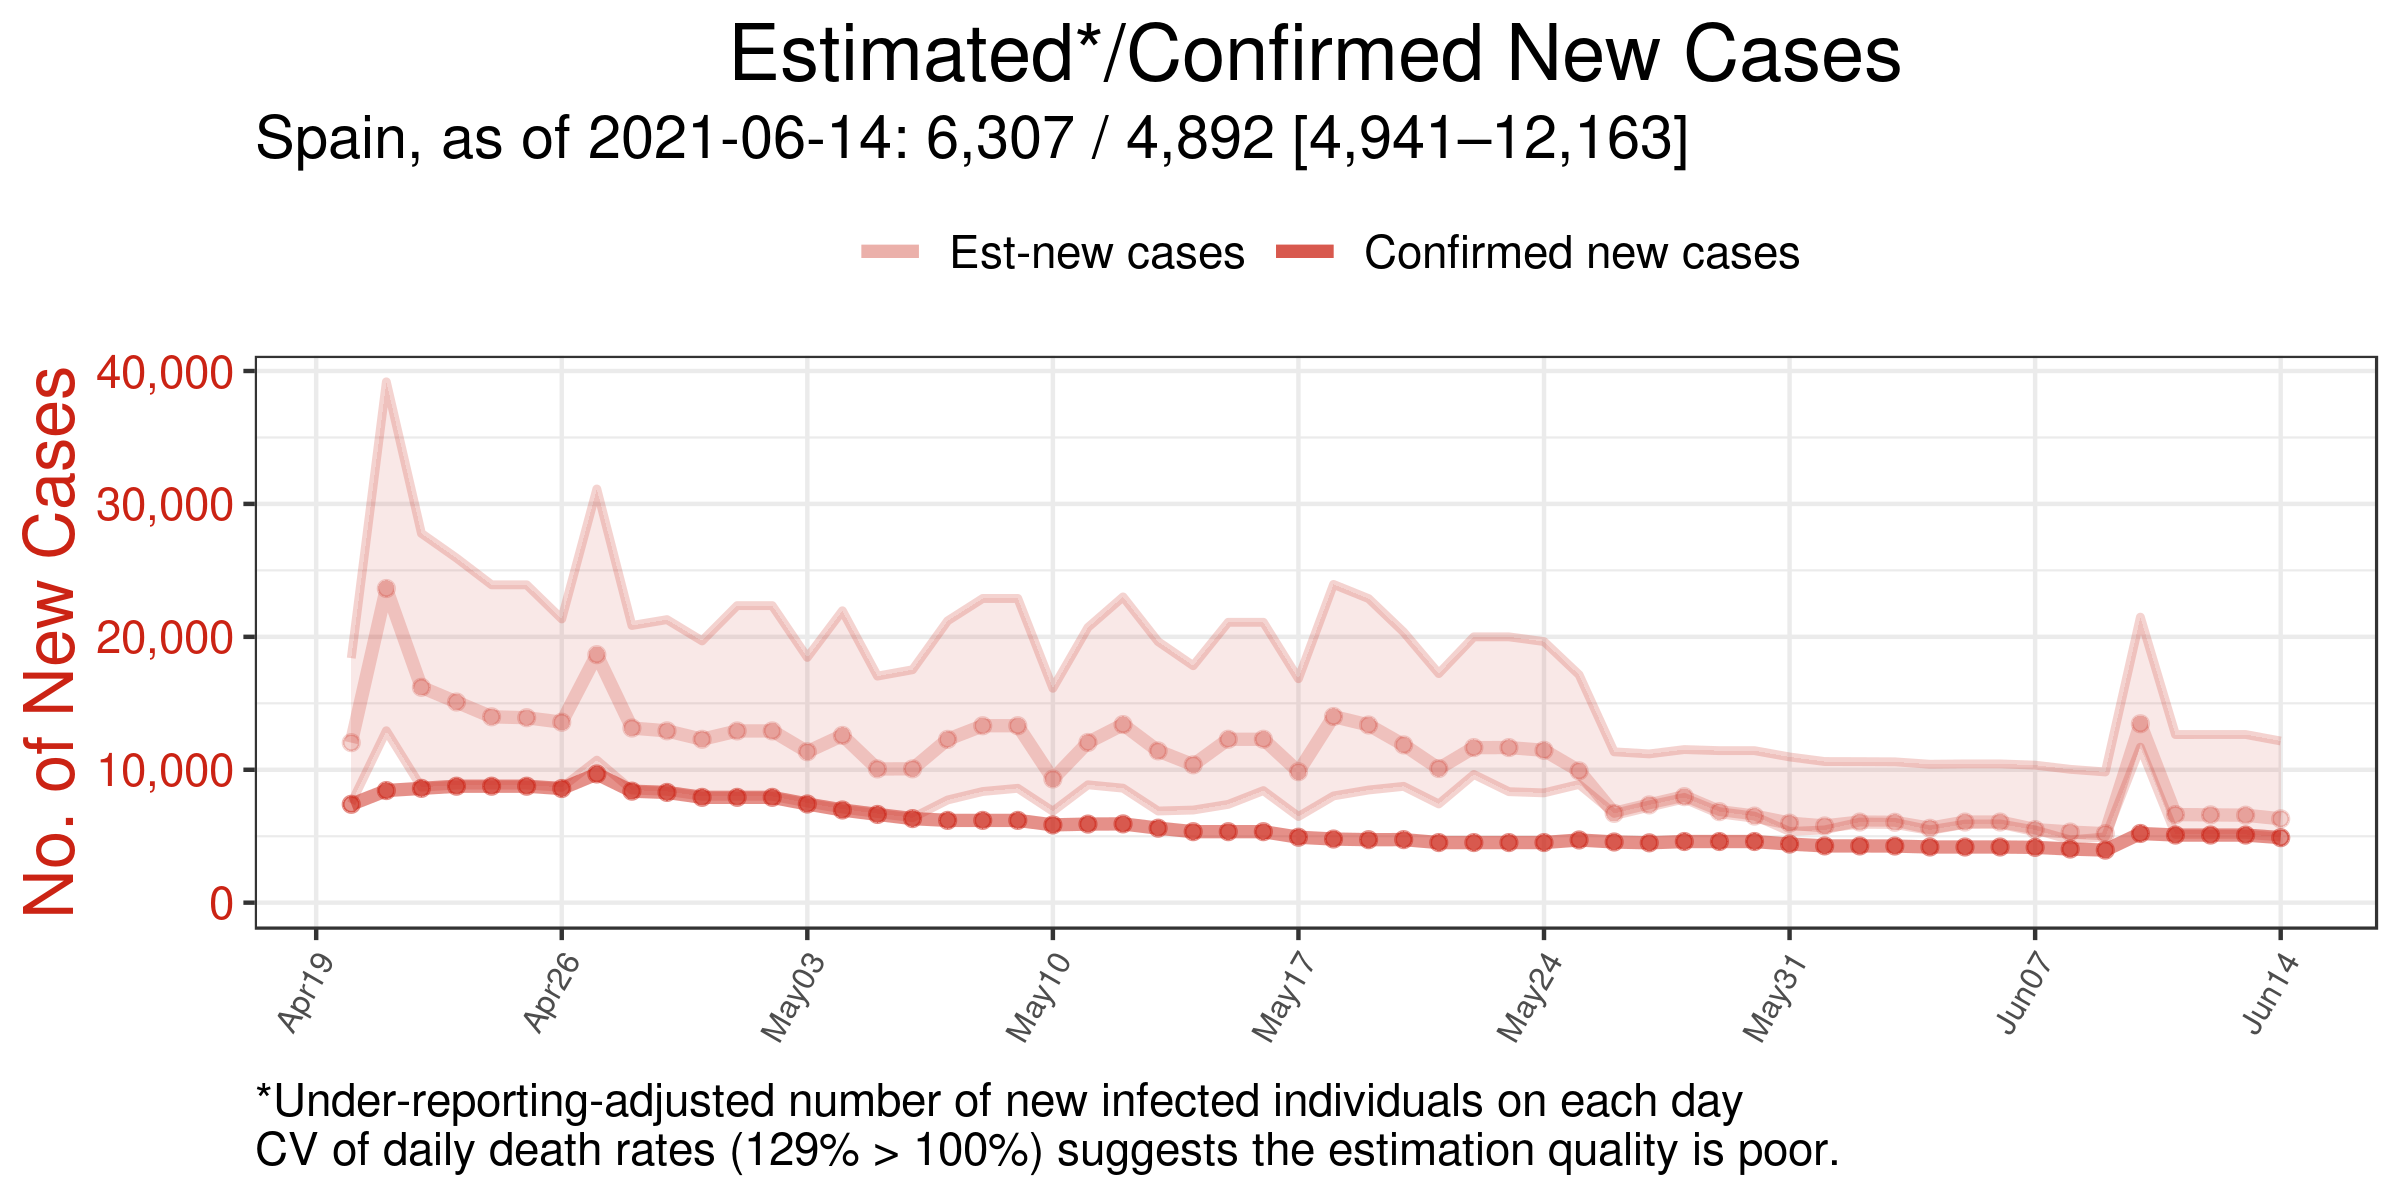 Estimated*/Confirmed New Cases
Spain, as of 2021-06-14: 6,307 / 4,892 [4,941–12,163]
Est-new cases
Confirmed new cases
No. of New Cases
40,000
30,000
20,000
10,000
0
Apr19
Apr26
May03
May10
May17
May24
May31
Jun07
Jun14
*Under-reporting-adjusted number of new infected individuals on each day
CV of daily death rates (129% > 100%) suggests the estimation quality is poor.